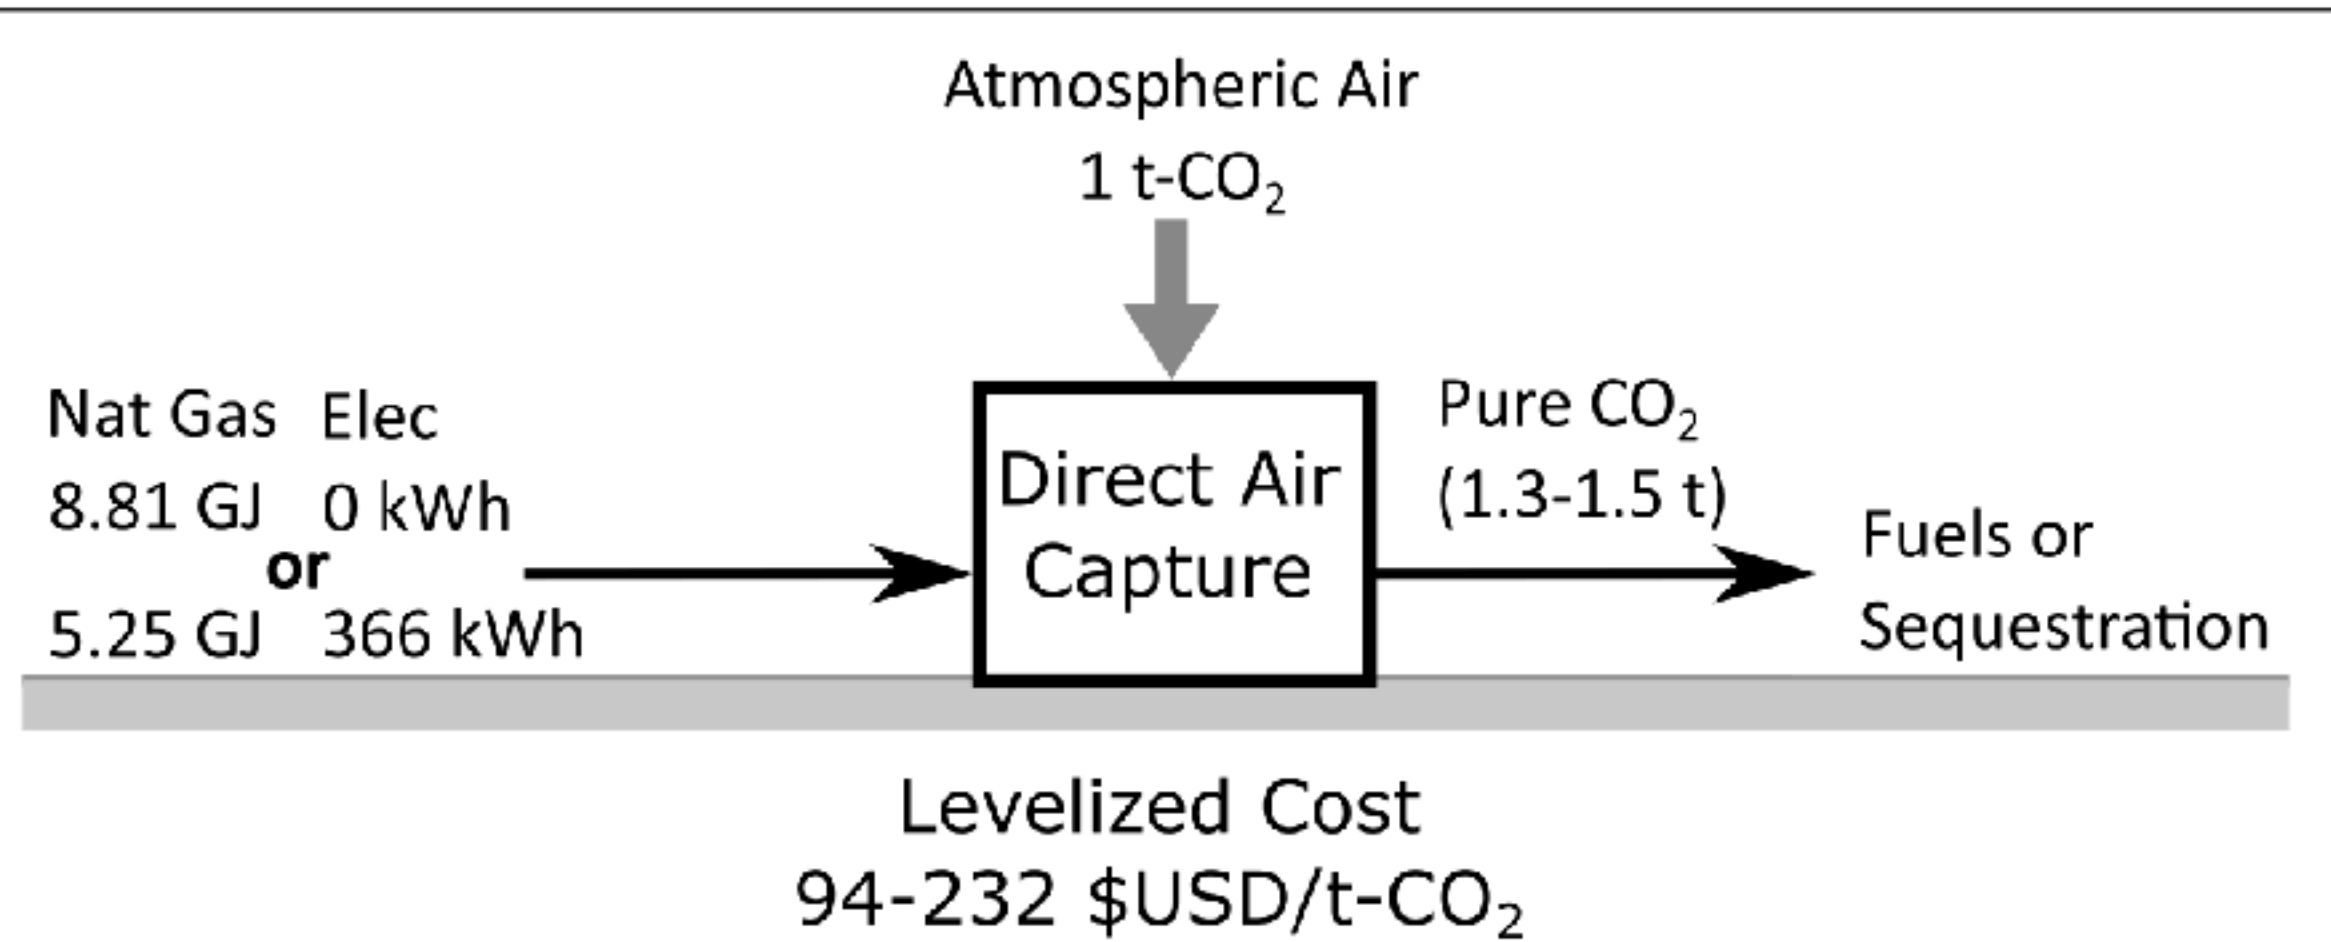 Atmospheric Air
1 t-CO₂
Nat Gas Elec
8.81 GJ 0 kWh
or
5.25 GJ 366 kWh
Direct Air
Capture
Pure CO₂
(1.3-1.5 t)
Fuels or
Sequestration
Levelized Cost
94-232 $USD/t-CO₂